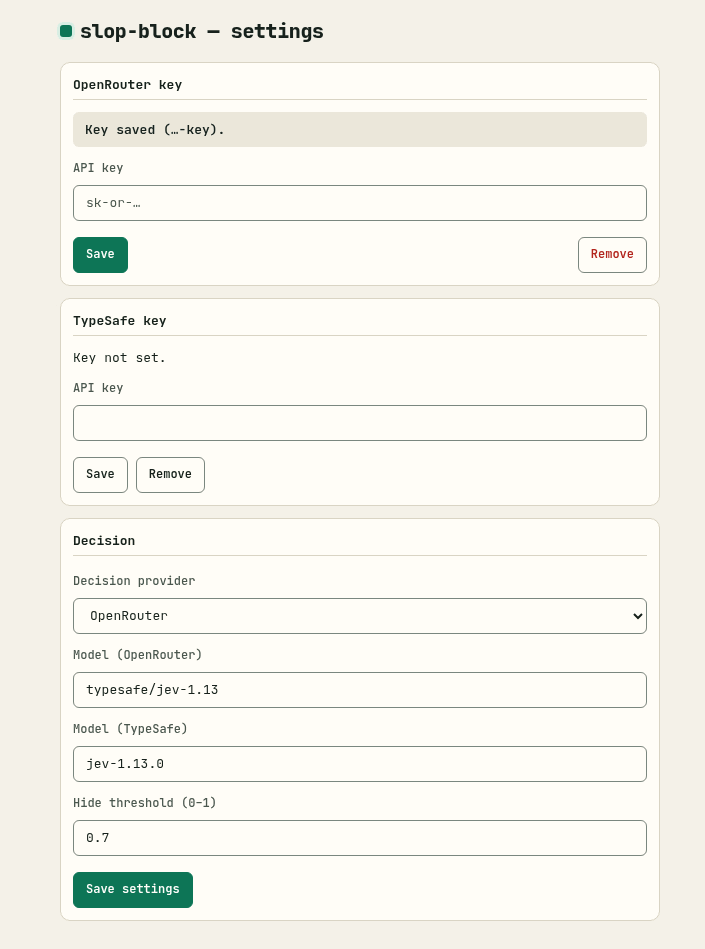 slop-block — settings
OpenRouter key
Key saved (…-key).
API key
sk-or-…
Save Remove
TypeSafe key
Key not set.
API key
Save Remove
Decision
Decision provider
OpenRouter
Model (OpenRouter)
typesafe/jev-1.13
Model (TypeSafe)
jev-1.13.0
Hide threshold (0–1)
0.7
Save settings